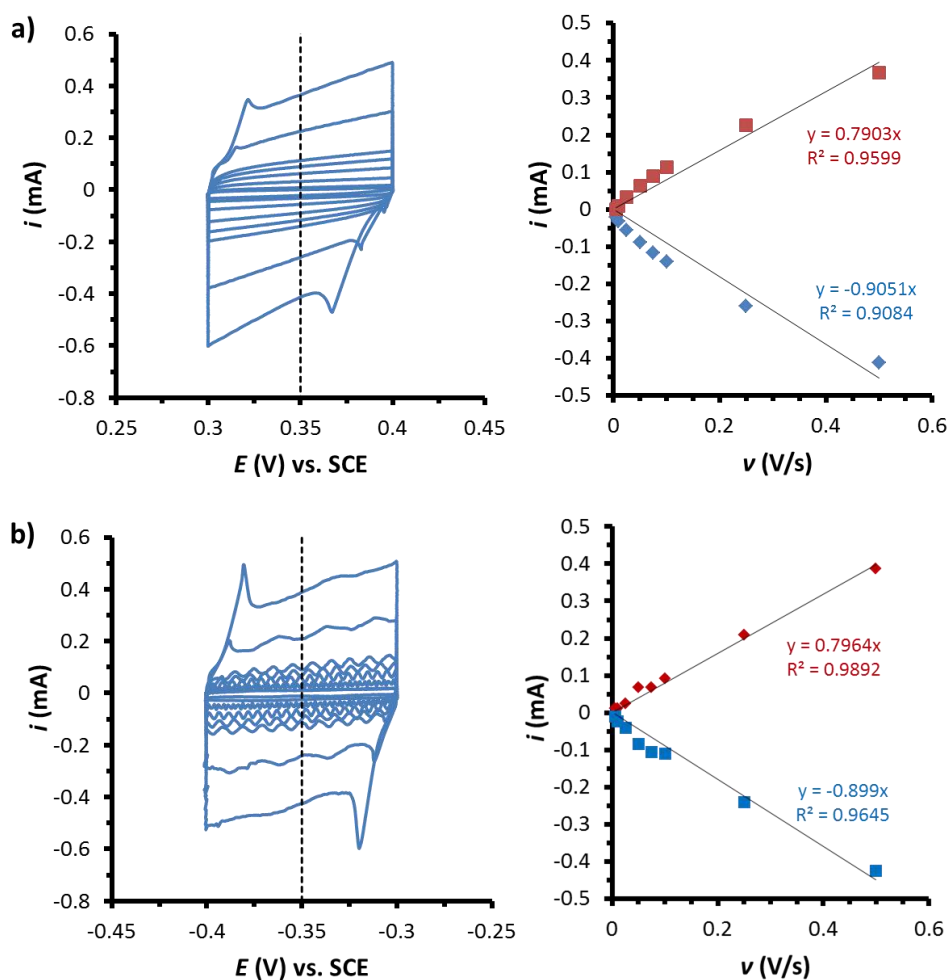 a)
0.6
0.4
0.2
0
-0.2
-0.4
-0.6
-0.8
i (mA)
0.25 0.3 0.35 0.4 0.45
E (V) vs. SCE
0.5
0.4
0.3
0.2
0.1
0
-0.1
-0.2
-0.3
-0.4
-0.5
i (mA)
y = 0.7903x
R² = 0.9599
y = -0.9051x
R² = 0.9084
0 0.2 0.4 0.6
v (V/s)
b)
0.6
0.4
0.2
0
-0.2
-0.4
-0.6
-0.8
i (mA)
-0.45 -0.4 -0.35 -0.3 -0.25
E (V) vs. SCE
0.5
0.4
0.3
0.2
0.1
0
-0.1
-0.2
-0.3
-0.4
-0.5
i (mA)
y = 0.7964x
R² = 0.9892
y = -0.899x
R² = 0.9645
0 0.2 0.4 0.6
v (V/s)